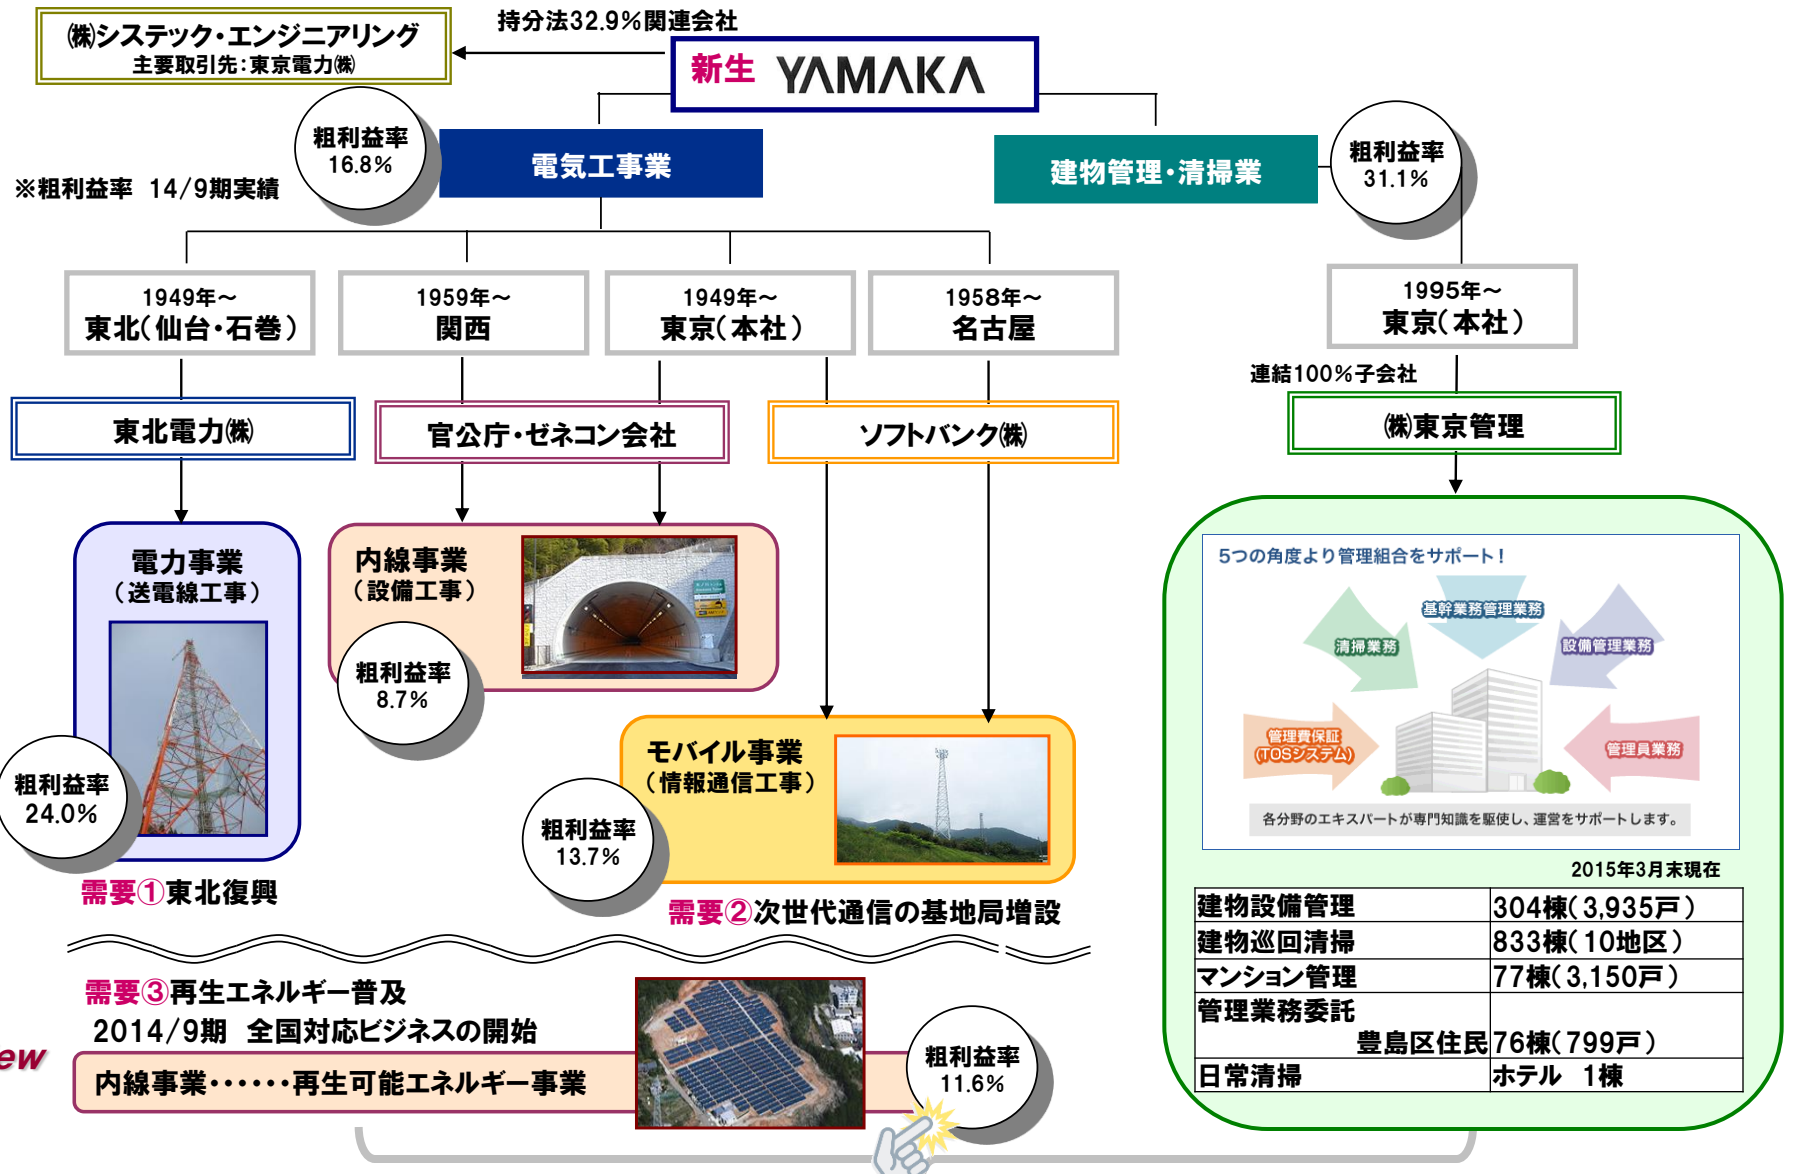 持分法32.9%関連会社
㈱システック・エンジニアリング
主要取引先：東京電力㈱
新生 YAMAKA
粗利益率
16.8%
電気工事業
建物管理・清掃業
粗利益率
31.1%
※粗利益率 14/9期実績
1949年～
東北（仙台・石巻）
1959年～
関西
1949年～
東京（本社）
1958年～
名古屋
1995年～
東京（本社）
連結100%子会社
東北電力㈱
官公庁・ゼネコン会社
ソフトバンク㈱
㈱東京管理
電力事業
（送電線工事）
粗利益率
24.0%
需要①東北復興
内線事業
（設備工事）
粗利益率
8.7%
モバイル事業
（情報通信工事）
粗利益率
13.7%
需要②次世代通信の基地局増設
5つの角度より管理組合をサポート！
基幹業務管理業務
清掃業務
設備管理業務
管理費保証
(TOSシステム)
管理員業務
各分野のエキスパートが専門知識を駆使し、運営をサポートします。
2015年3月末現在
建物設備管理 304棟（3,935戸）
建物巡回清掃 833棟（10地区）
マンション管理 77棟（3,150戸）
管理業務委託
豊島区住民 76棟（799戸）
日常清掃 ホテル 1棟
需要③再生エネルギー普及
2014/9期 全国対応ビジネスの開始
ew
内線事業・・・・・・再生可能エネルギー事業
粗利益率
11.6%